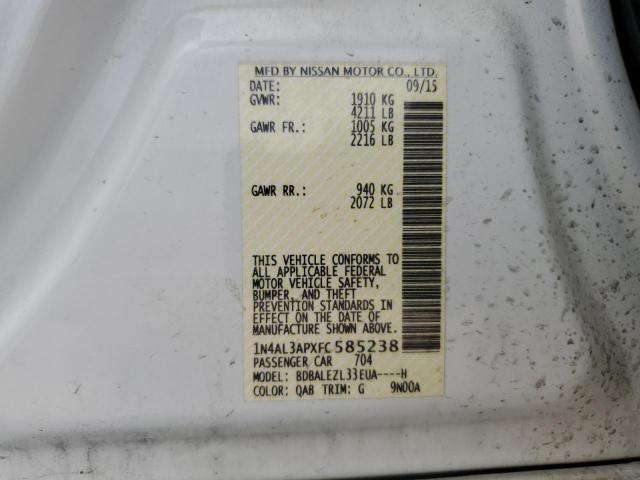 MFD BY NISSAN MOTOR CO., LTD.
DATE: 09/15
GVWR: 1910 KG
4211 LB
GAWR FR.: 1005 KG
2216 LB
GAWR RR.: 940 KG
2072 LB
THIS VEHICLE CONFORMS TO
ALL APPLICABLE FEDERAL
MOTOR VEHICLE SAFETY,
BUMPER, AND THEFT
PREVENTION STANDARDS IN
EFFECT ON THE DATE OF
MANUFACTURE SHOWN ABOVE.
1N4AL3APXFC585238
PASSENGER CAR 704
MODEL: BDBALEZL33EUA----H
COLOR: QAB TRIM: G 9N00A